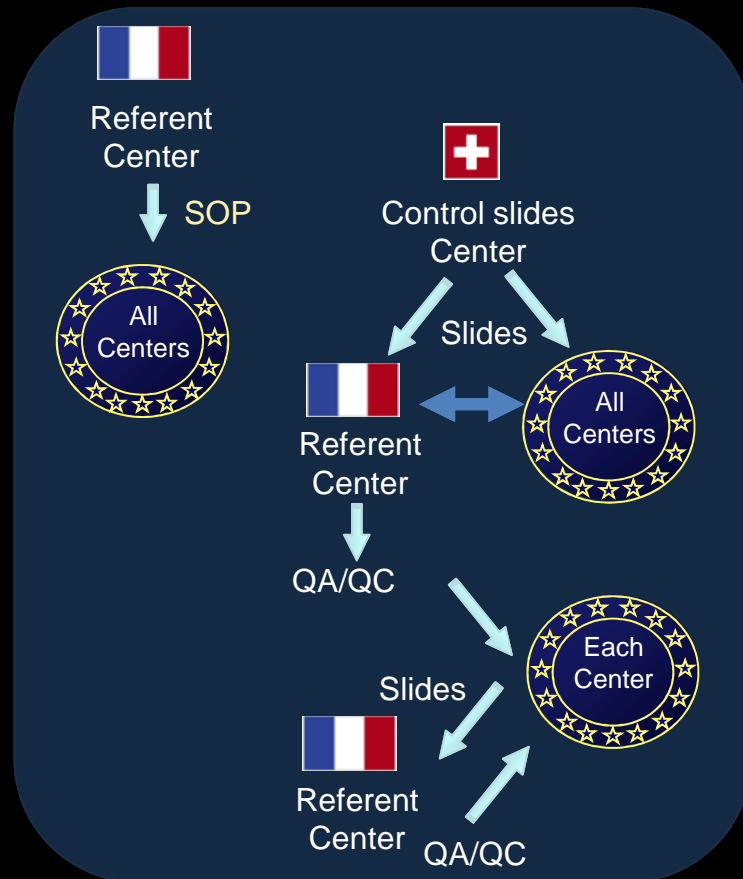 Referent
Center
SOP
All
Centers
Control slides
Center
Slides
Referent
Center
All
Centers
QA/QC
Each
Center
Slides
Referent
Center
QA/QC